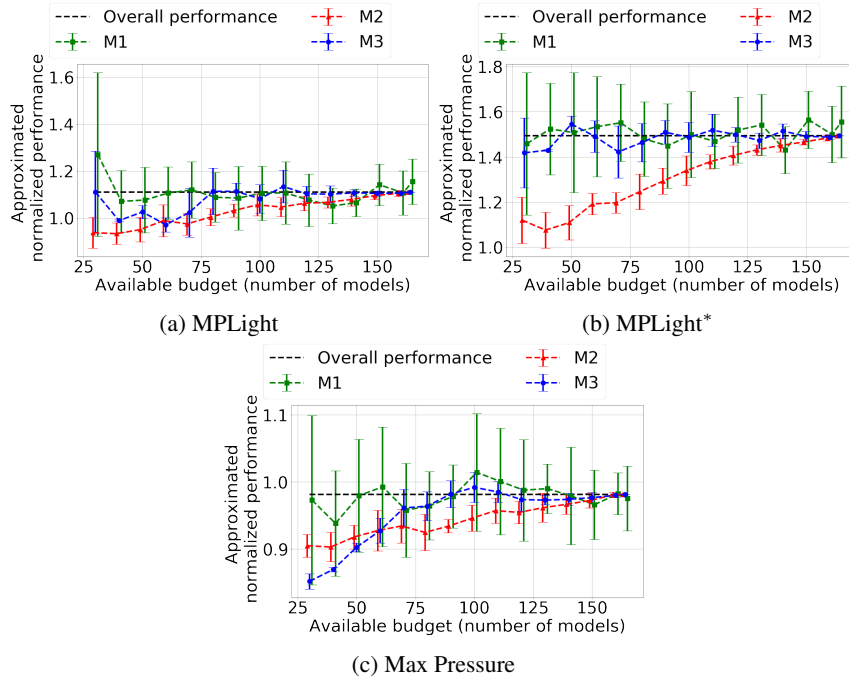 Overall performance
M1
M2
M3
Approximated
normalized performance
1.6
1.4
1.2
1.0
25 50 75 100 125 150
Available budget (number of models)
(a) MPLight
Overall performance
M1
M2
M3
Approximated
normalized performance
1.8
1.6
1.4
1.2
1.0
25 50 75 100 125 150
Available budget (number of models)
(b) MPLight*
Overall performance
M1
M2
M3
Approximated
normalized performance
1.1
1.0
0.9
25 50 75 100 125 150
Available budget (number of models)
(c) Max Pressure